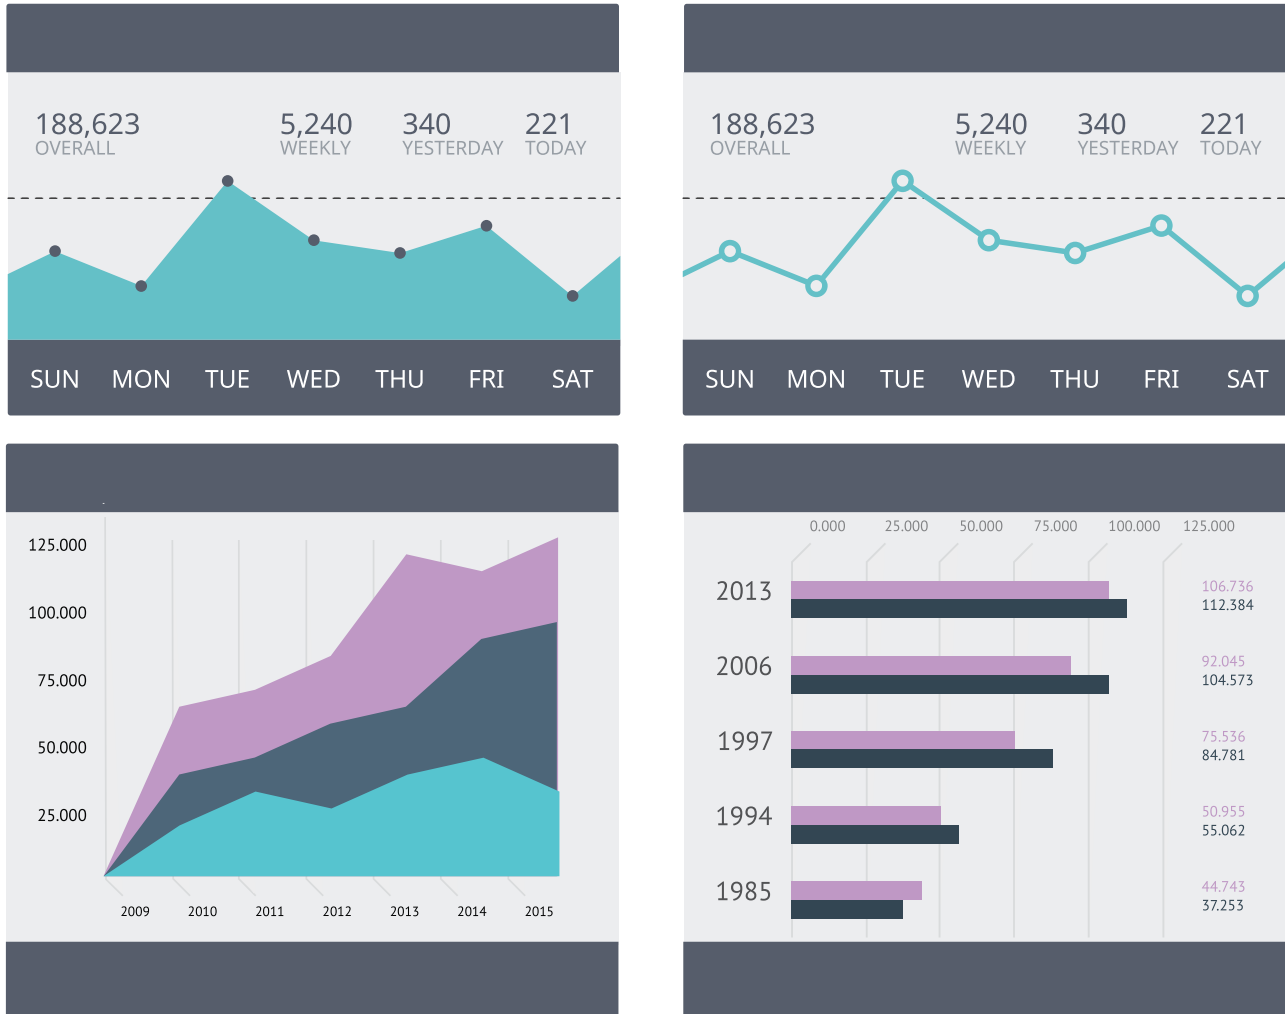 188,623 5,240 340 221
OVERALL WEEKLY YESTERDAY TODAY
SUN MON TUE WED THU FRI SAT
188,623 5,240 340 221
OVERALL WEEKLY YESTERDAY TODAY
SUN MON TUE WED THU FRI SAT
125.000
100.000
75.000
50.000
25.000
2009 2010 2011 2012 2013 2014 2015
0.000 25.000 50.000 75.000 100.000 125.000
2013 106.736
112.384
2006 92.045
104.573
1997 75.536
84.781
1994 50.955
55.062
1985 44.743
37.253